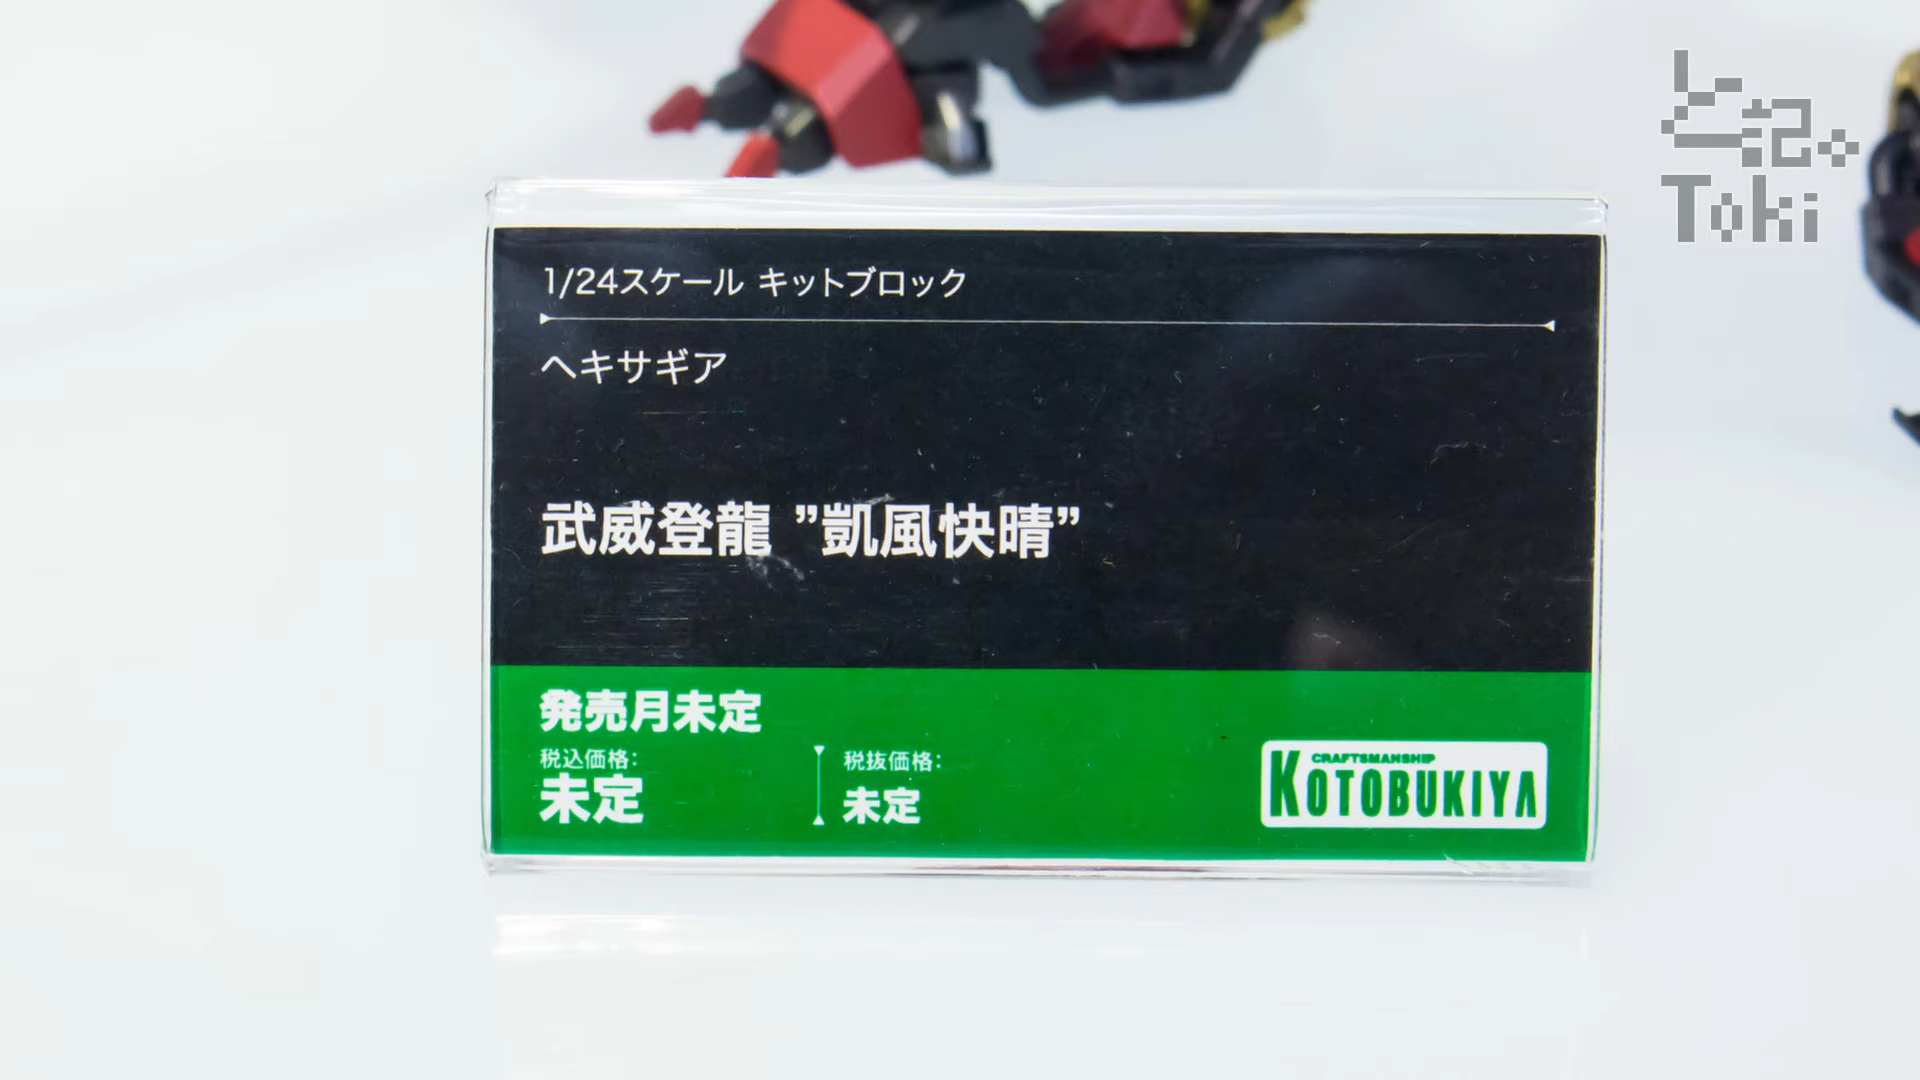 1/24スケール キットブロック
ヘキサギア
武威登龍 ”凱風快晴”
発売月未定
税込価格:
未定
税抜価格:
未定
CRAFTSMANSHIP
KOTOBUKIYA
Toki